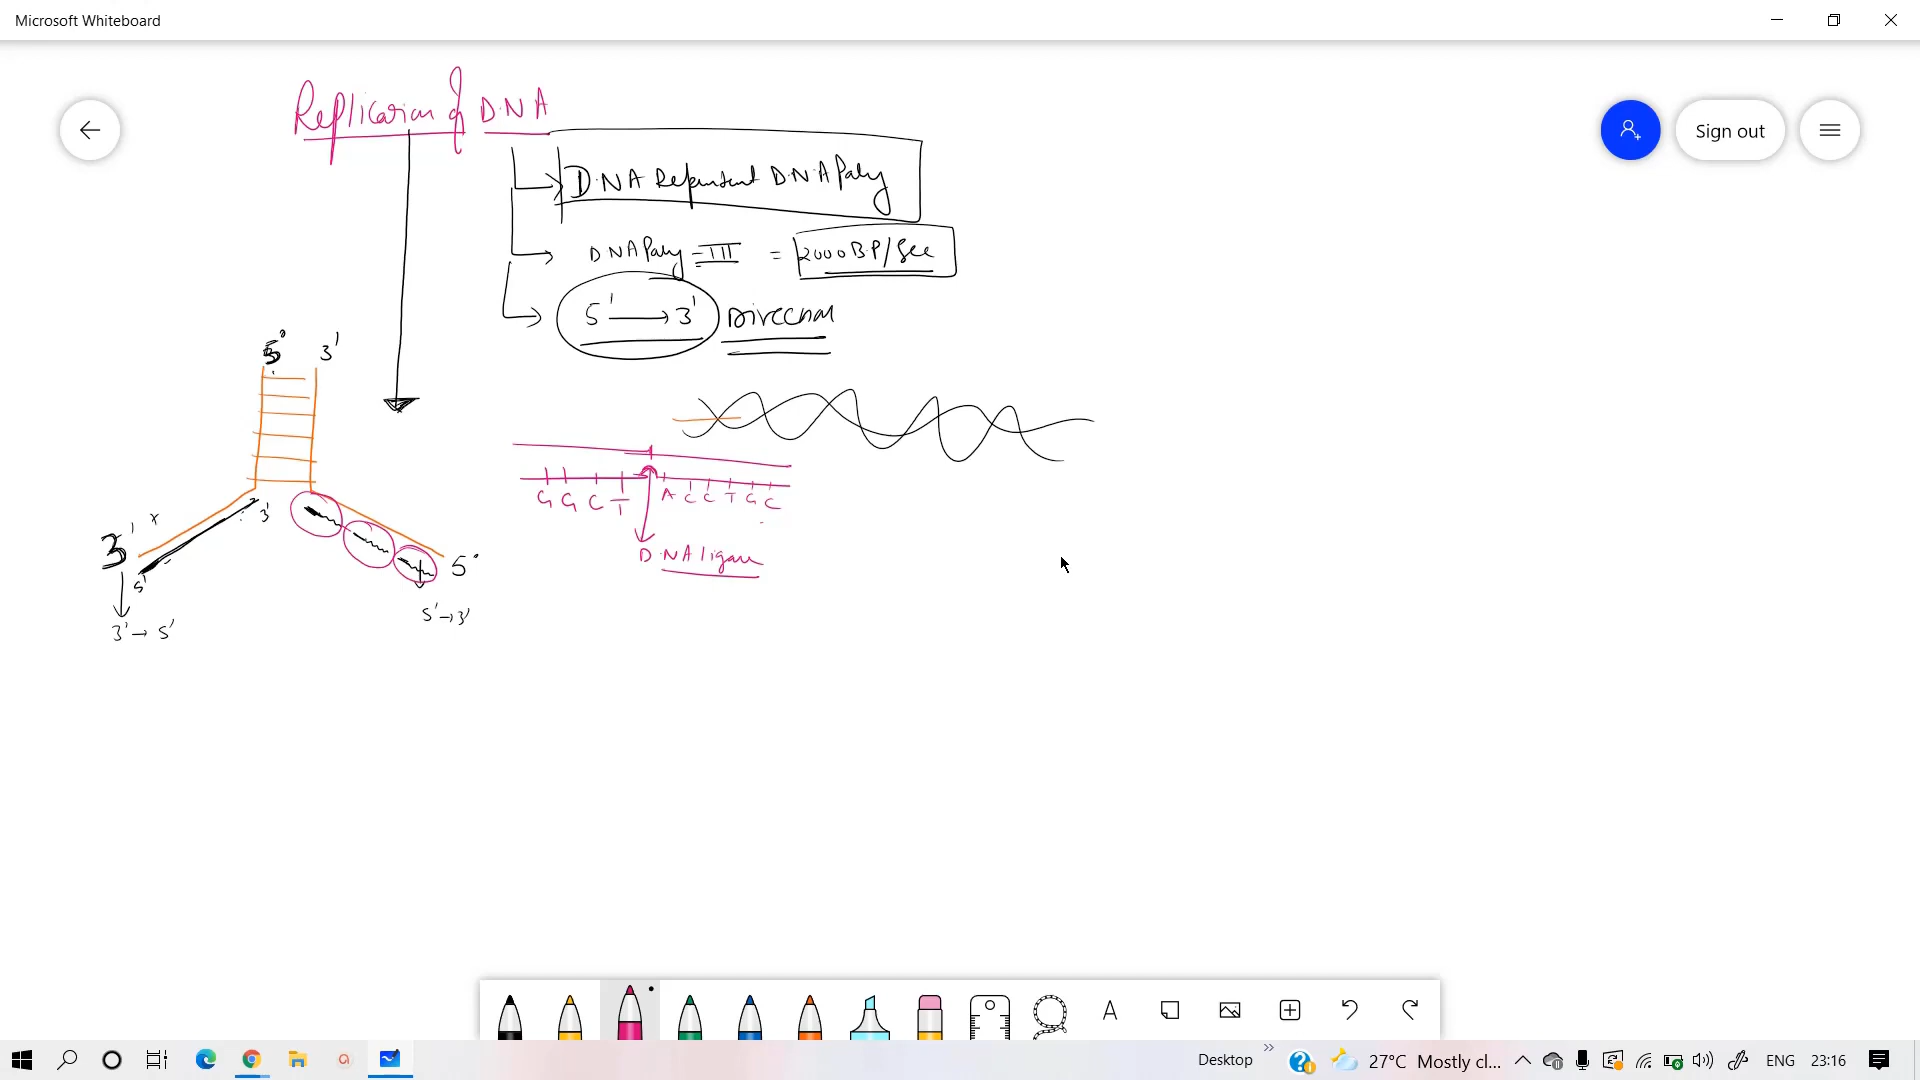 Microsoft Whiteboard
Sign out
Replication of DNA
DNA Dependent DNA Poly
DNA Poly - III = 2000 BP/Sec
5' → 3' Direction
5' 3'
3' 3' 5'
5'
3' → 5'
5' → 3'
G G C T A C C T G C
DNA ligase
A
Desktop
27°C Mostly cl...
ENG
23:16